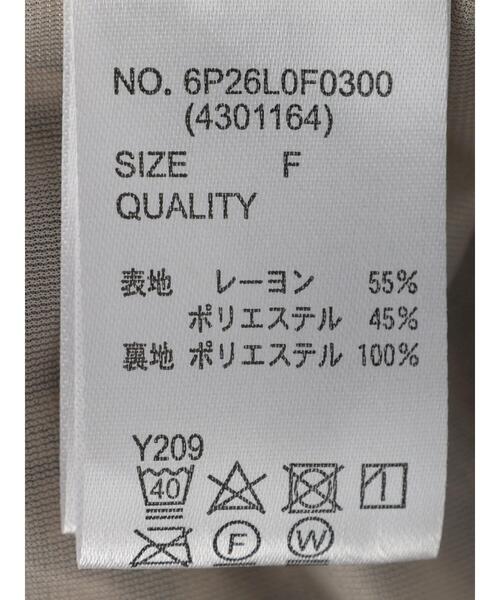 NO. 6P26L0F0300
(4301164)
SIZE F
QUALITY
表地 レーヨン 55%
ポリエステル 45%
裏地 ポリエステル 100%
Y209
40
F W